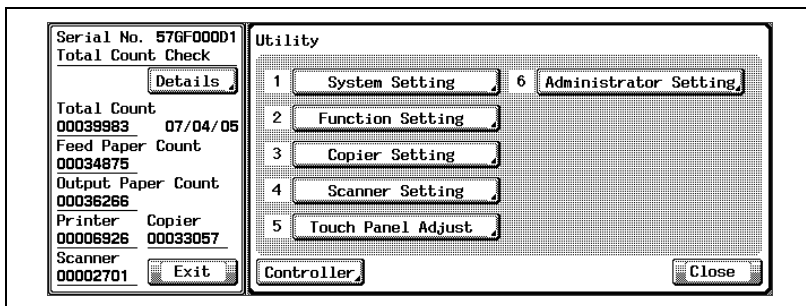 Serial No. 57GF000D1
Total Count Check
Details
Total Count
00039983 07/04/05
Feed Paper Count
00034875
Output Paper Count
00036266
Printer Copier
00006926 00033057
Scanner
00002701 Exit
Utility
1 System Setting
2 Function Setting
3 Copier Setting
4 Scanner Setting
5 Touch Panel Adjust
6 Administrator Setting
Controller
Close